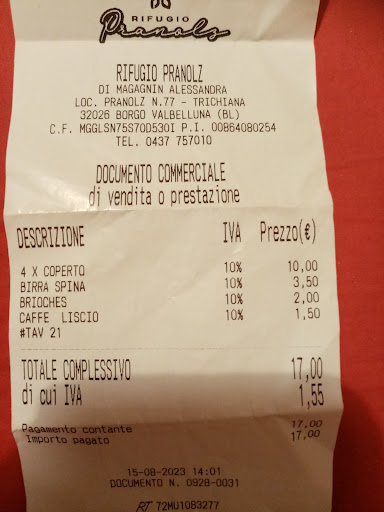 RIFUGIO
Pranolz
RIFUGIO PRANOLZ
DI MAGAGNIN ALESSANDRA
LOC. PRANOLZ N.77 - TRICHIANA
32026 BORGO VALBELLUNA (BL)
C.F. MGGLSN75S70D530I P.I. 00864080254
TEL. 0437 757010
DOCUMENTO COMMERCIALE
di vendita o prestazione
DESCRIZIONE IVA Prezzo(€)
4 X COPERTO 10% 10,00
BIRRA SPINA 10% 3,50
BRIOCHES 10% 2,00
CAFFE LISCIO 10% 1,50
#TAV 21
TOTALE COMPLESSIVO 17,00
di cui IVA 1,55
Pagamento contante 17,00
Importo pagato 17,00
15-08-2023 14:01
DOCUMENTO N. 0928-0031
RT 72MU1083277